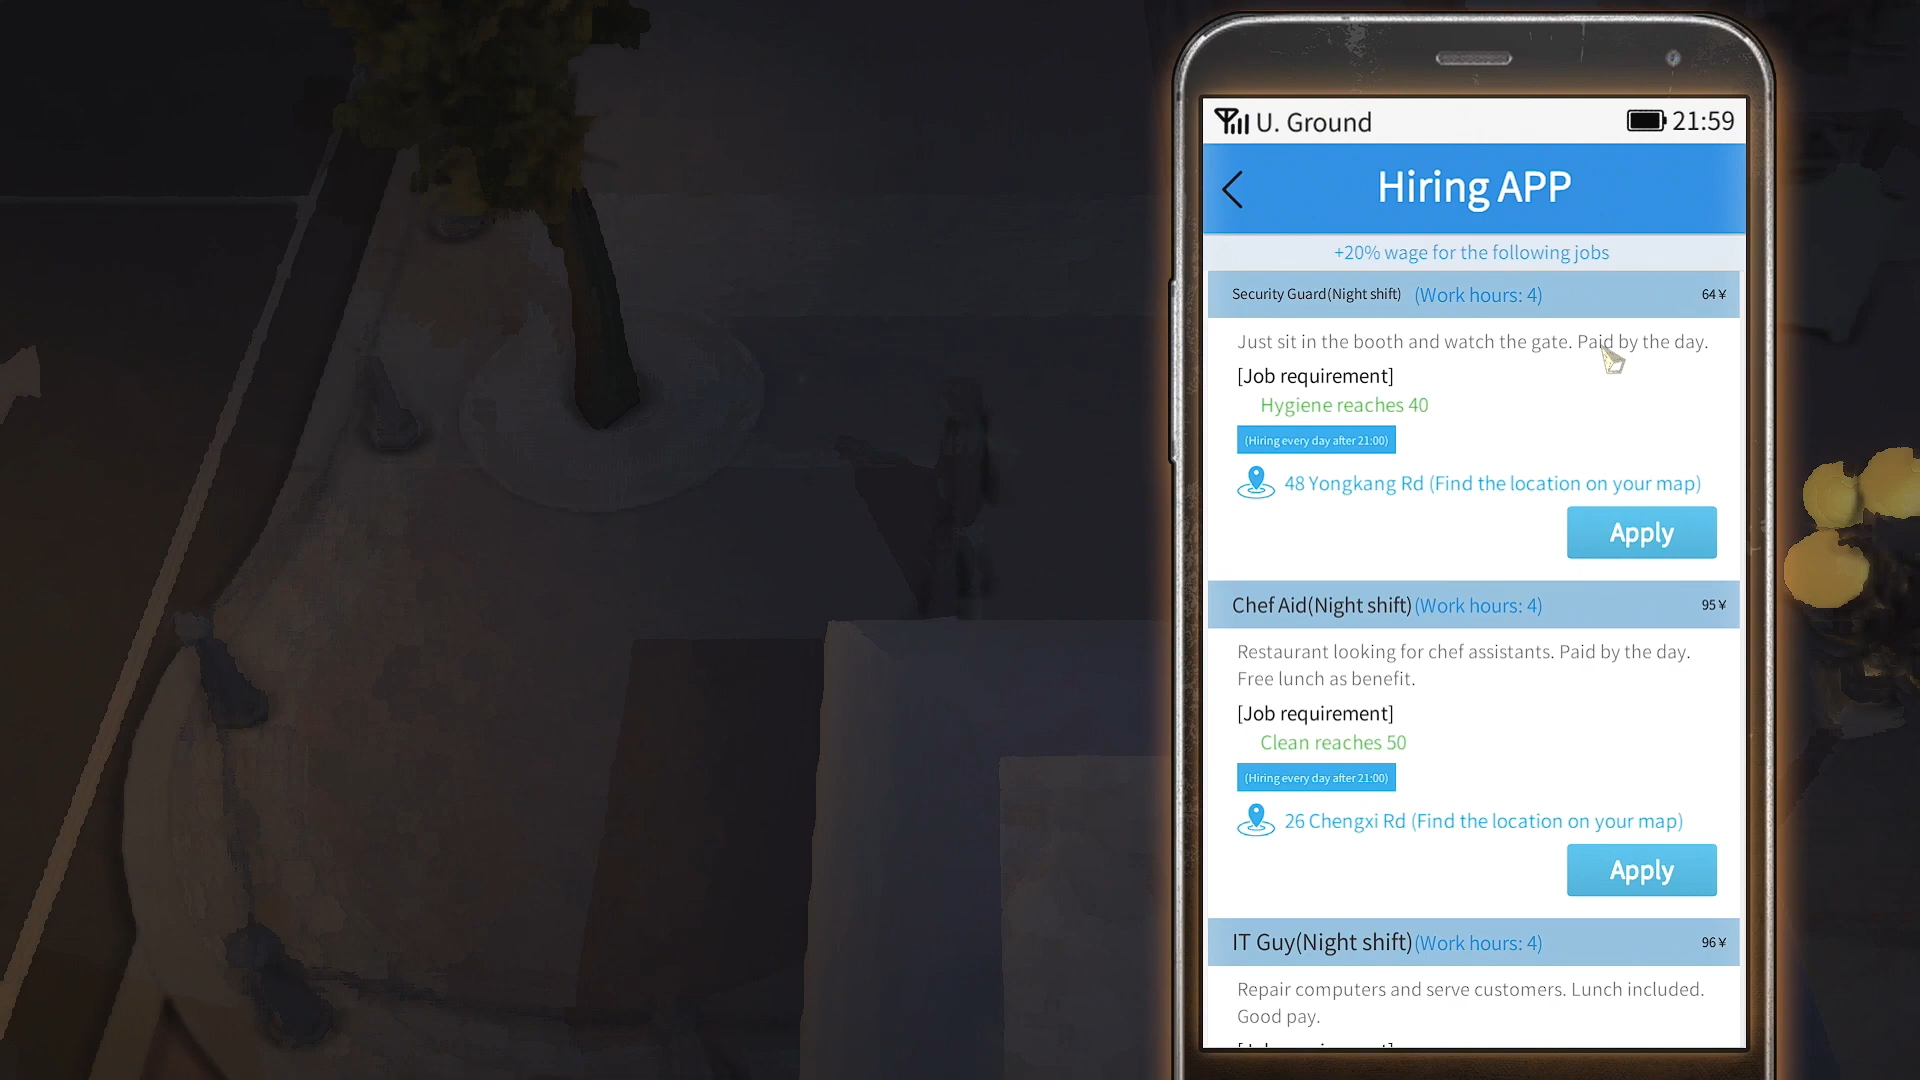 U. Ground
21:59
Hiring APP
+20% wage for the following jobs
Security Guard(Night shift) (Work hours: 4) 64¥
Just sit in the booth and watch the gate. Paid by the day.
[Job requirement]
Hygiene reaches 40
(Hiring every day after 21:00)
48 Yongkang Rd (Find the location on your map)
Apply
Chef Aid(Night shift) (Work hours: 4) 95¥
Restaurant looking for chef assistants. Paid by the day.
Free lunch as benefit.
[Job requirement]
Clean reaches 50
(Hiring every day after 21:00)
26 Chengxi Rd (Find the location on your map)
Apply
IT Guy(Night shift) (Work hours: 4) 96¥
Repair computers and serve customers. Lunch included.
Good pay.